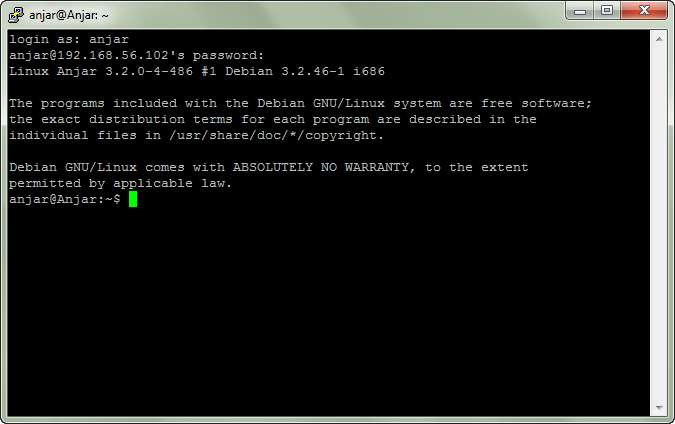 anjar@Anjar: ~
login as: anjar
anjar@192.168.56.102's password:
Linux Anjar 3.2.0-4-486 #1 Debian 3.2.46-1 i686
The programs included with the Debian GNU/Linux system are free software;
the exact distribution terms for each program are described in the
individual files in /usr/share/doc/*/copyright.
Debian GNU/Linux comes with ABSOLUTELY NO WARRANTY, to the extent
permitted by applicable law.
anjar@Anjar:~$